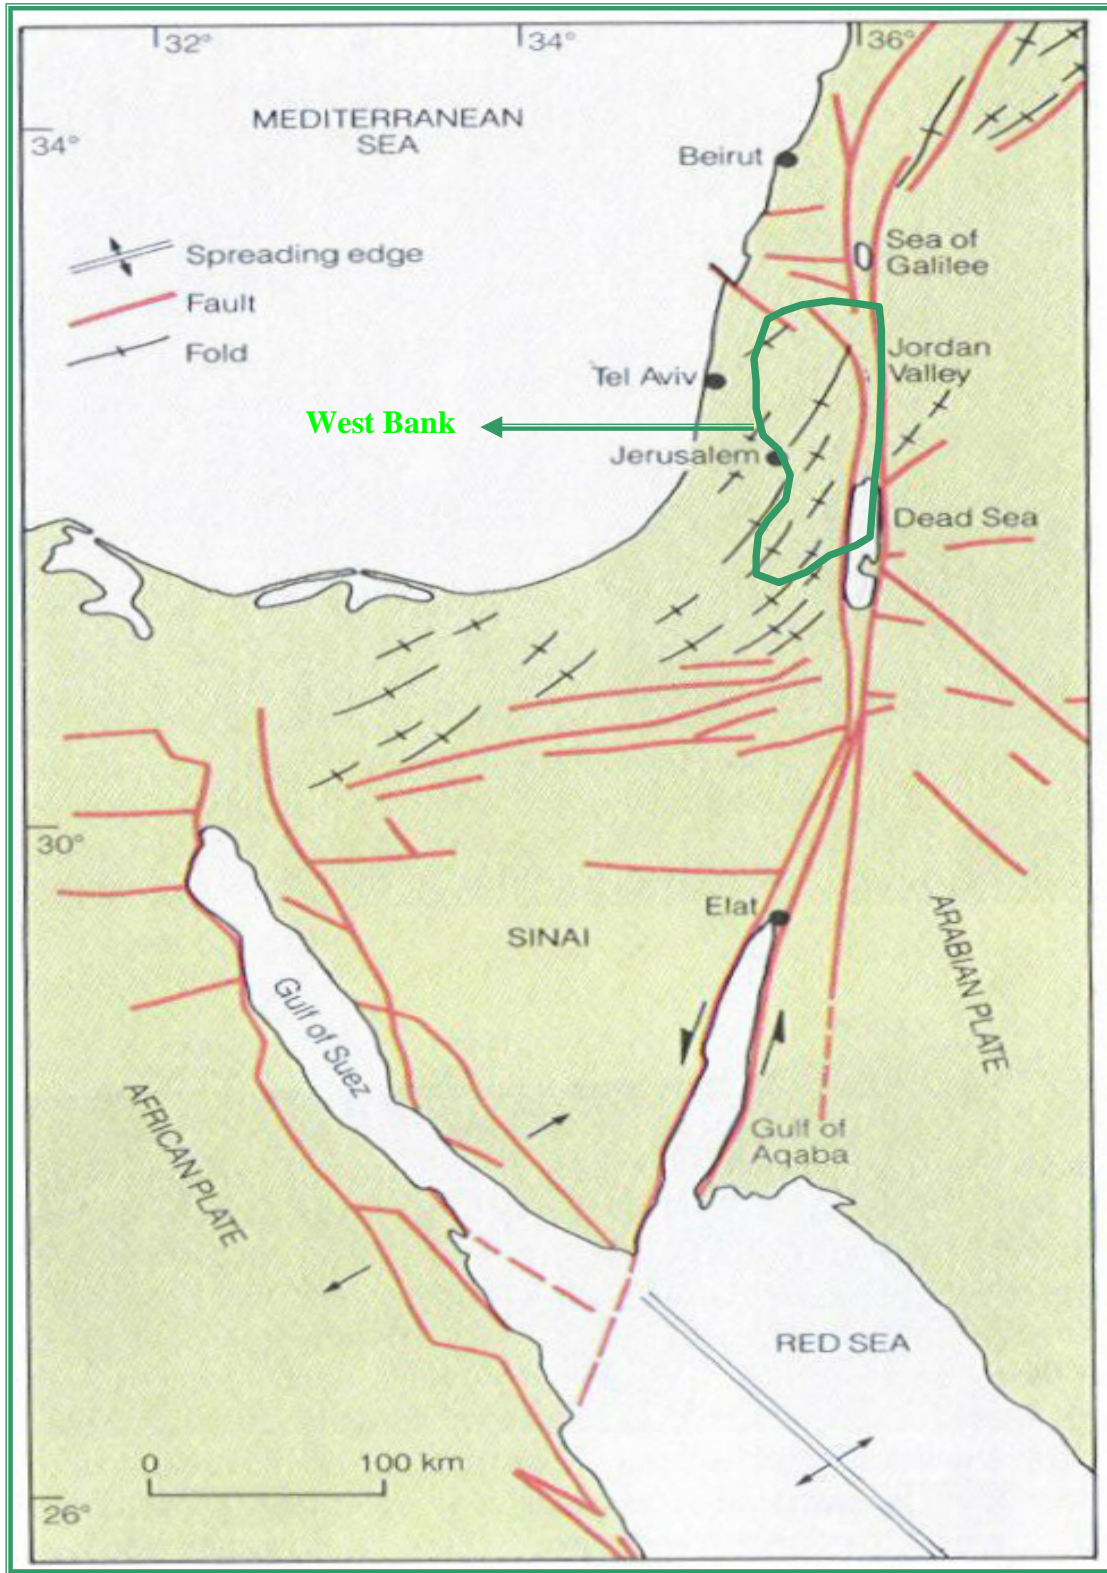 32°
34°
36°
MEDITERRANEAN
SEA
34°
Beirut
Spreading edge
Sea of
Galilee
Fault
Fold
Jordan
Valley
Tel Aviv
West Bank
Jerusalem
Dead Sea
30°
Elat
SINAI
ARABIAN PLATE
Gulf of Suez
AFRICAN PLATE
Gulf of
Aqaba
RED SEA
0
100 km
26°